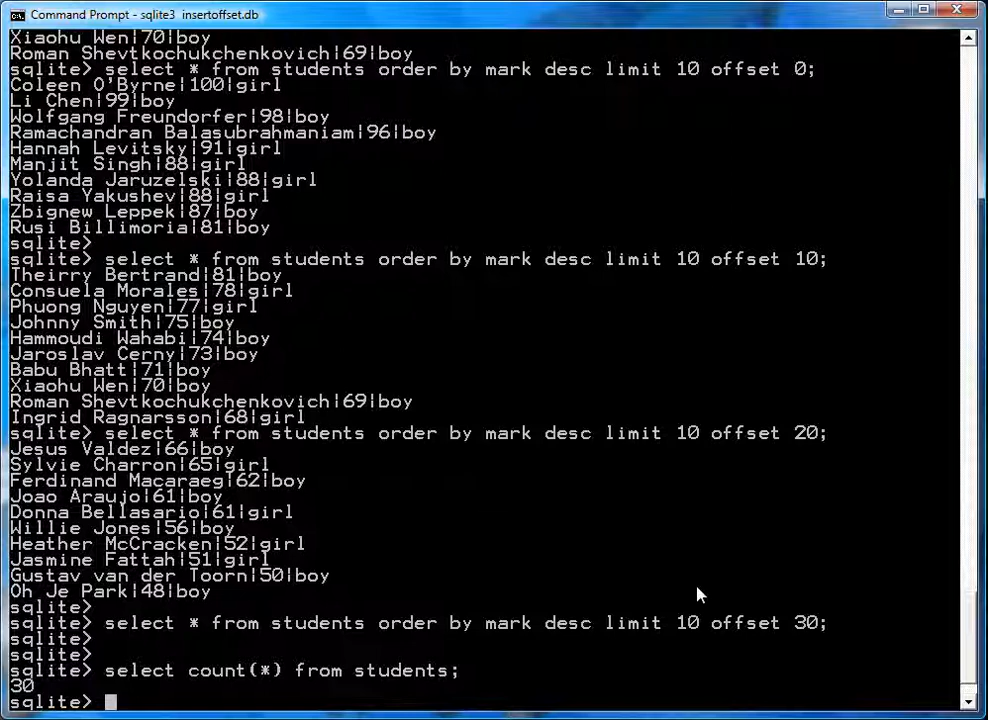 Command Prompt - sqlite3 insertoffset.db
Xiaohu Wen|70|boy
Roman Shevtkochukchenkovich|69|boy
sqlite> select * from students order by mark desc limit 10 offset 0;
Coleen O'Byrne|100|girl
Li Chen|99|boy
Wolfgang Freundorfer|98|boy
Ramachandran Balasubrahmaniam|96|boy
Hannah Levitsky|91|girl
Manjit Singh|88|girl
Yolanda Jaruzelski|88|girl
Raisa Yakushev|88|girl
Zbignew Leppek|87|boy
Rusi Billimoria|81|boy
sqlite>
sqlite> select * from students order by mark desc limit 10 offset 10;
Theirry Bertrand|81|boy
Consuela Morales|78|girl
Phuong Nguyen|77|girl
Johnny Smith|75|boy
Hammoudi Wahabi|74|boy
Jaroslav Cerny|73|boy
Babu Bhatt|71|boy
Xiaohu Wen|70|boy
Roman Shevtkochukchenkovich|69|boy
Ingrid Ragnarsson|68|girl
sqlite> select * from students order by mark desc limit 10 offset 20;
Jesus Valdez|66|boy
Sylvie Charron|65|girl
Ferdinand Macaraeg|62|boy
Joao Araujo|61|boy
Donna Bellasario|61|girl
Willie Jones|56|boy
Heather McCracken|52|girl
Jasmine Fattah|51|girl
Gustav van der Toorn|50|boy
Oh Je Park|48|boy
sqlite>
sqlite> select * from students order by mark desc limit 10 offset 30;
sqlite>
sqlite>
sqlite> select count(*) from students;
30
sqlite>